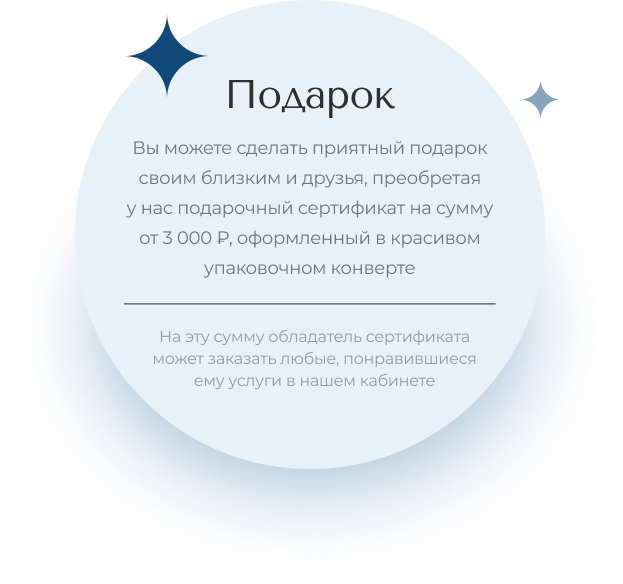 Подарок
Вы можете сделать приятный подарок
своим близким и друзья, преобретая
у нас подарочный сертификат на сумму
от 3 000 ₽, оформленный в красивом
упаковочном конверте
На эту сумму обладатель сертификата
может заказать любые, понравившиеся
ему услуги в нашем кабинете